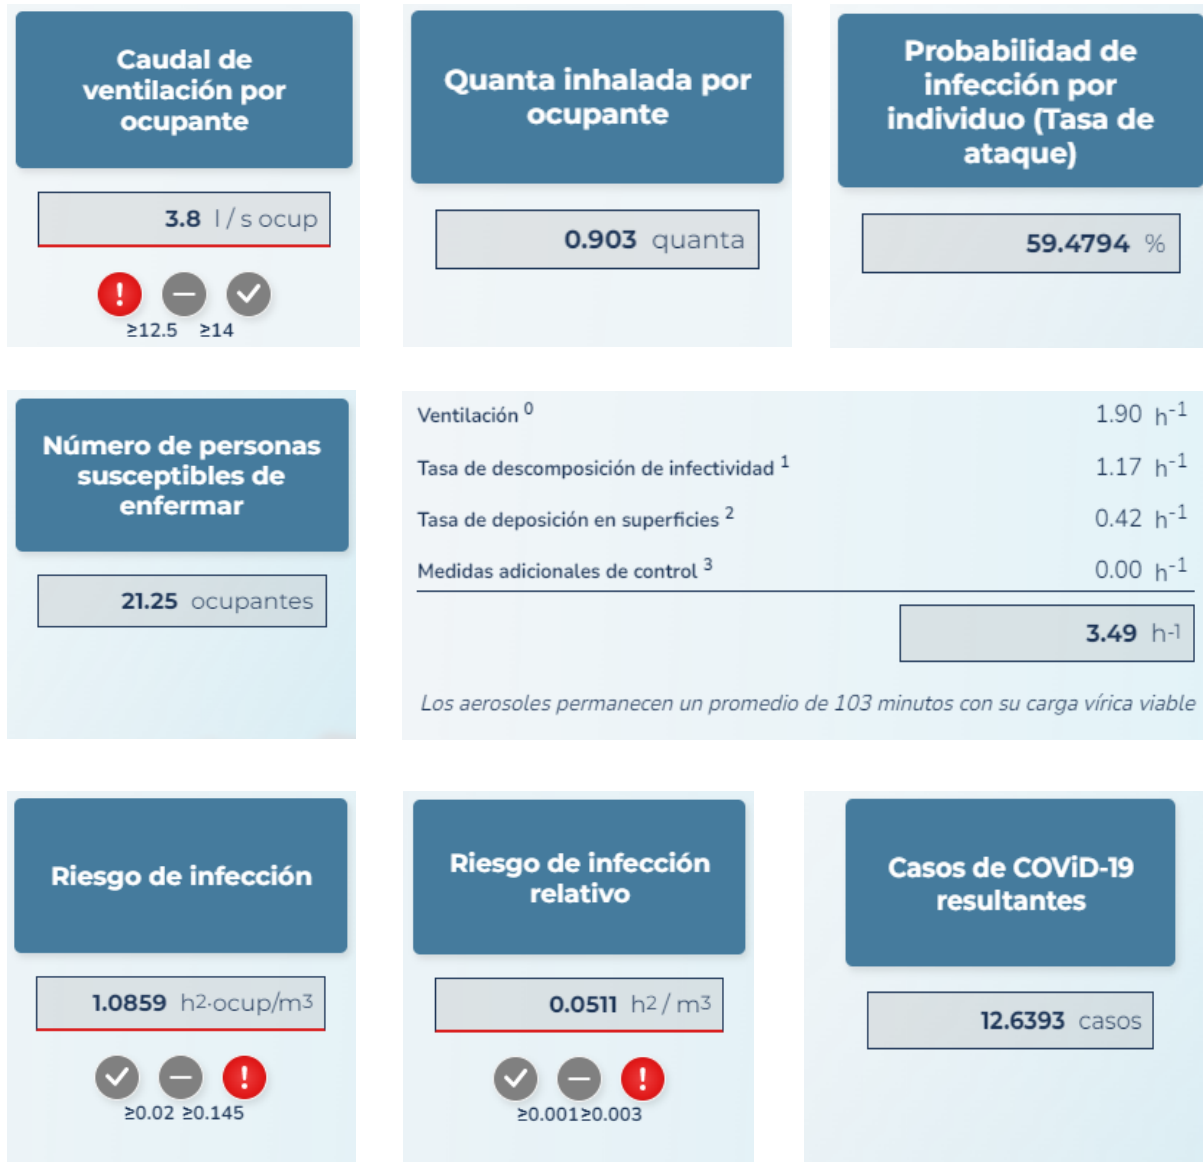 Caudal de
ventilación por
ocupante
3.8 l / s ocup
≥12.5 ≥14
Quanta inhalada por
ocupante
0.903 quanta
Probabilidad de
infección por
individuo (Tasa de
ataque)
59.4794 %
Número de personas
susceptibles de
enfermar
21.25 ocupantes
Ventilación 0 1.90 h-1
Tasa de descomposición de infectividad 1 1.17 h-1
Tasa de deposición en superficies 2 0.42 h-1
Medidas adicionales de control 3 0.00 h-1
3.49 h-1
Los aerosoles permanecen un promedio de 103 minutos con su carga vírica viable
Riesgo de infección
1.0859 h2·ocup/m3
≥0.02 ≥0.145
Riesgo de infección
relativo
0.0511 h2 / m3
≥0.001≥0.003
Casos de COViD-19
resultantes
12.6393 casos